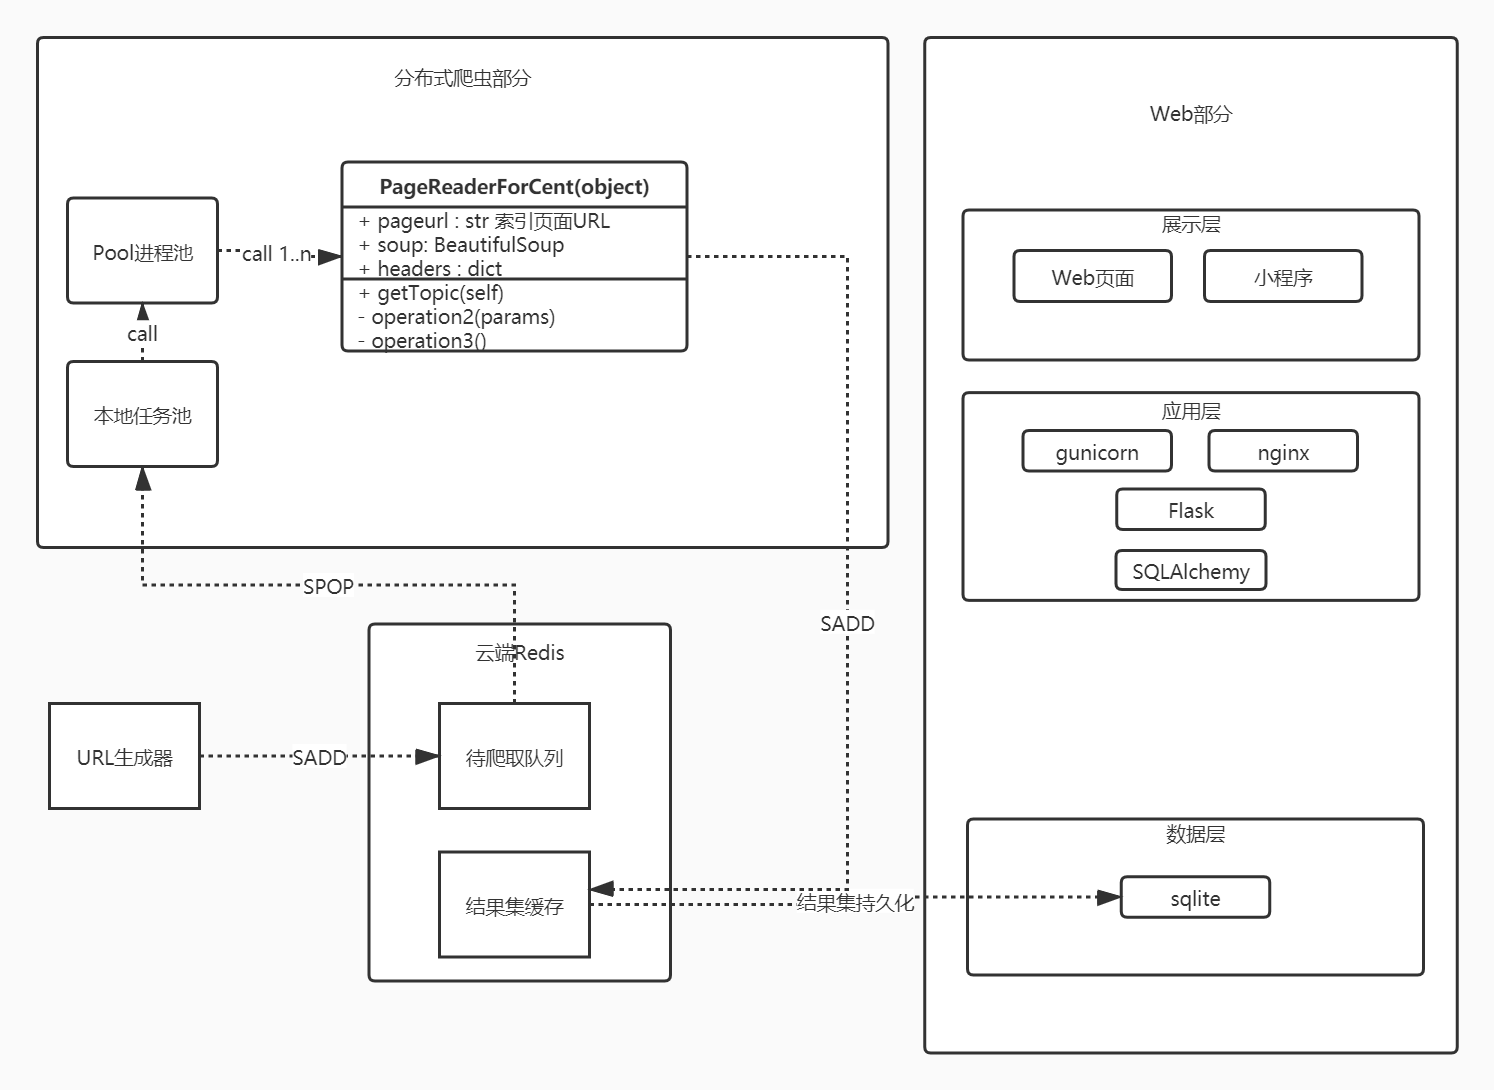 分布式爬虫部分
PageReaderForCent(object)
+ pageurl : str 索引页面URL
+ soup: BeautifulSoup
+ headers : dict
+ getTopic(self)
- operation2(params)
- operation3()
Pool进程池
call 1..n
call
本地任务池
SPOP
SADD
云端Redis
URL生成器
SADD
待爬取队列
结果集缓存
结果集持久化
Web部分
展示层
Web页面
小程序
应用层
gunicorn
nginx
Flask
SQLAlchemy
数据层
sqlite